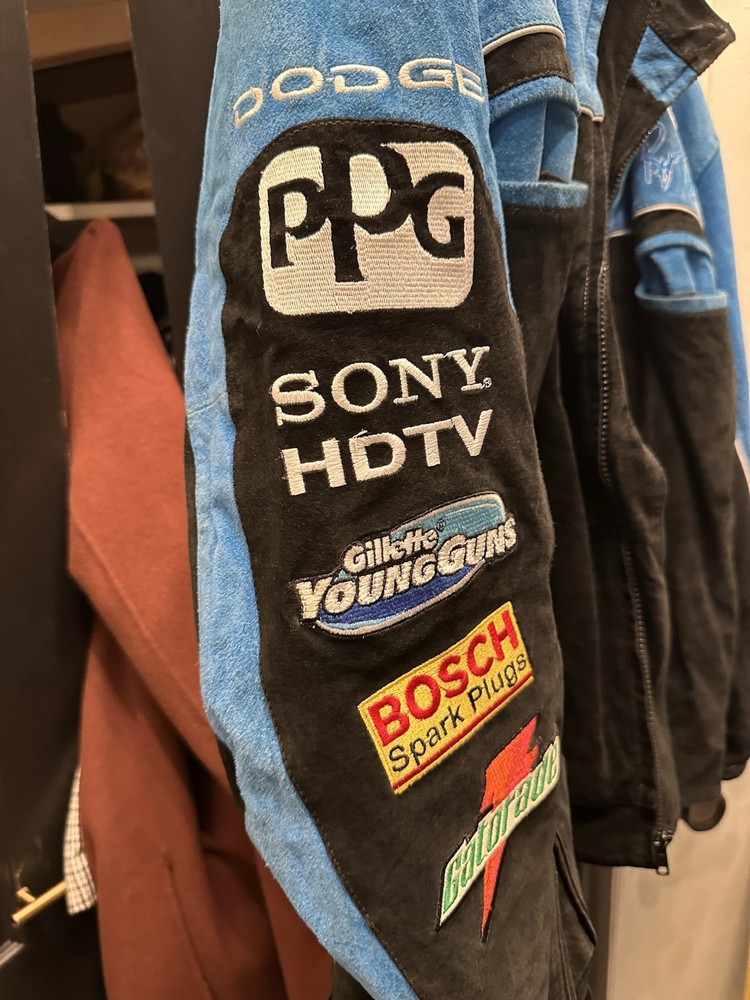 DODGE
PPG
SONY
HDTV
Gillette®
YOUNG GUNS
BOSCH
Spark Plugs
Gatorade